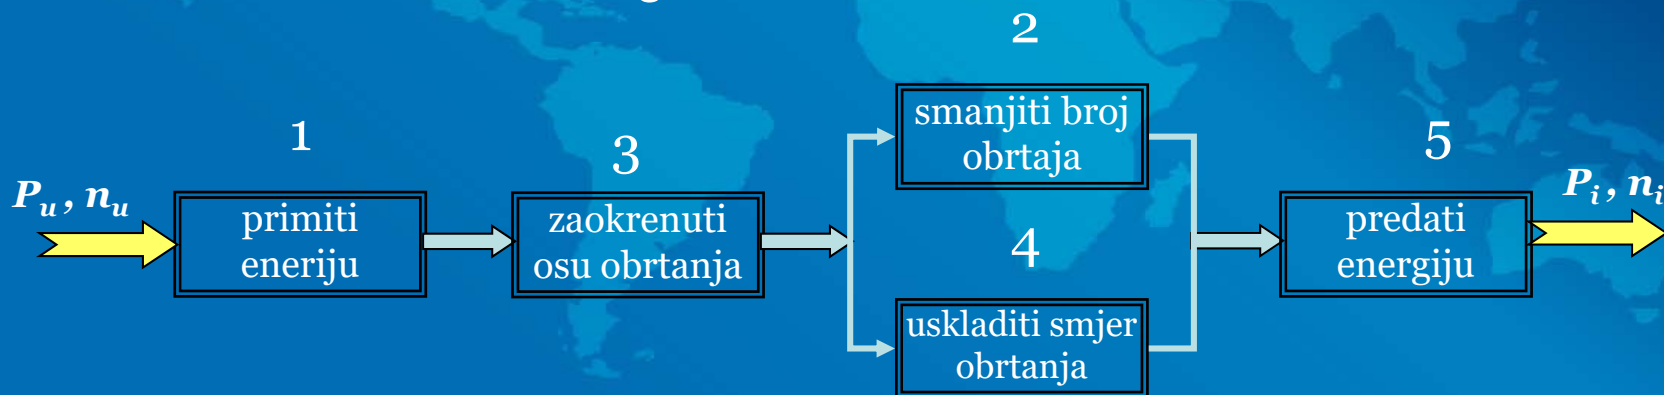 P_u, n_u
1
primiti
eneriju
3
zaokrenuti
osu obrtanja
2
smanjiti broj
obrtaja
4
uskladiti smjer
obrtanja
5
predati
energiju
P_i, n_i